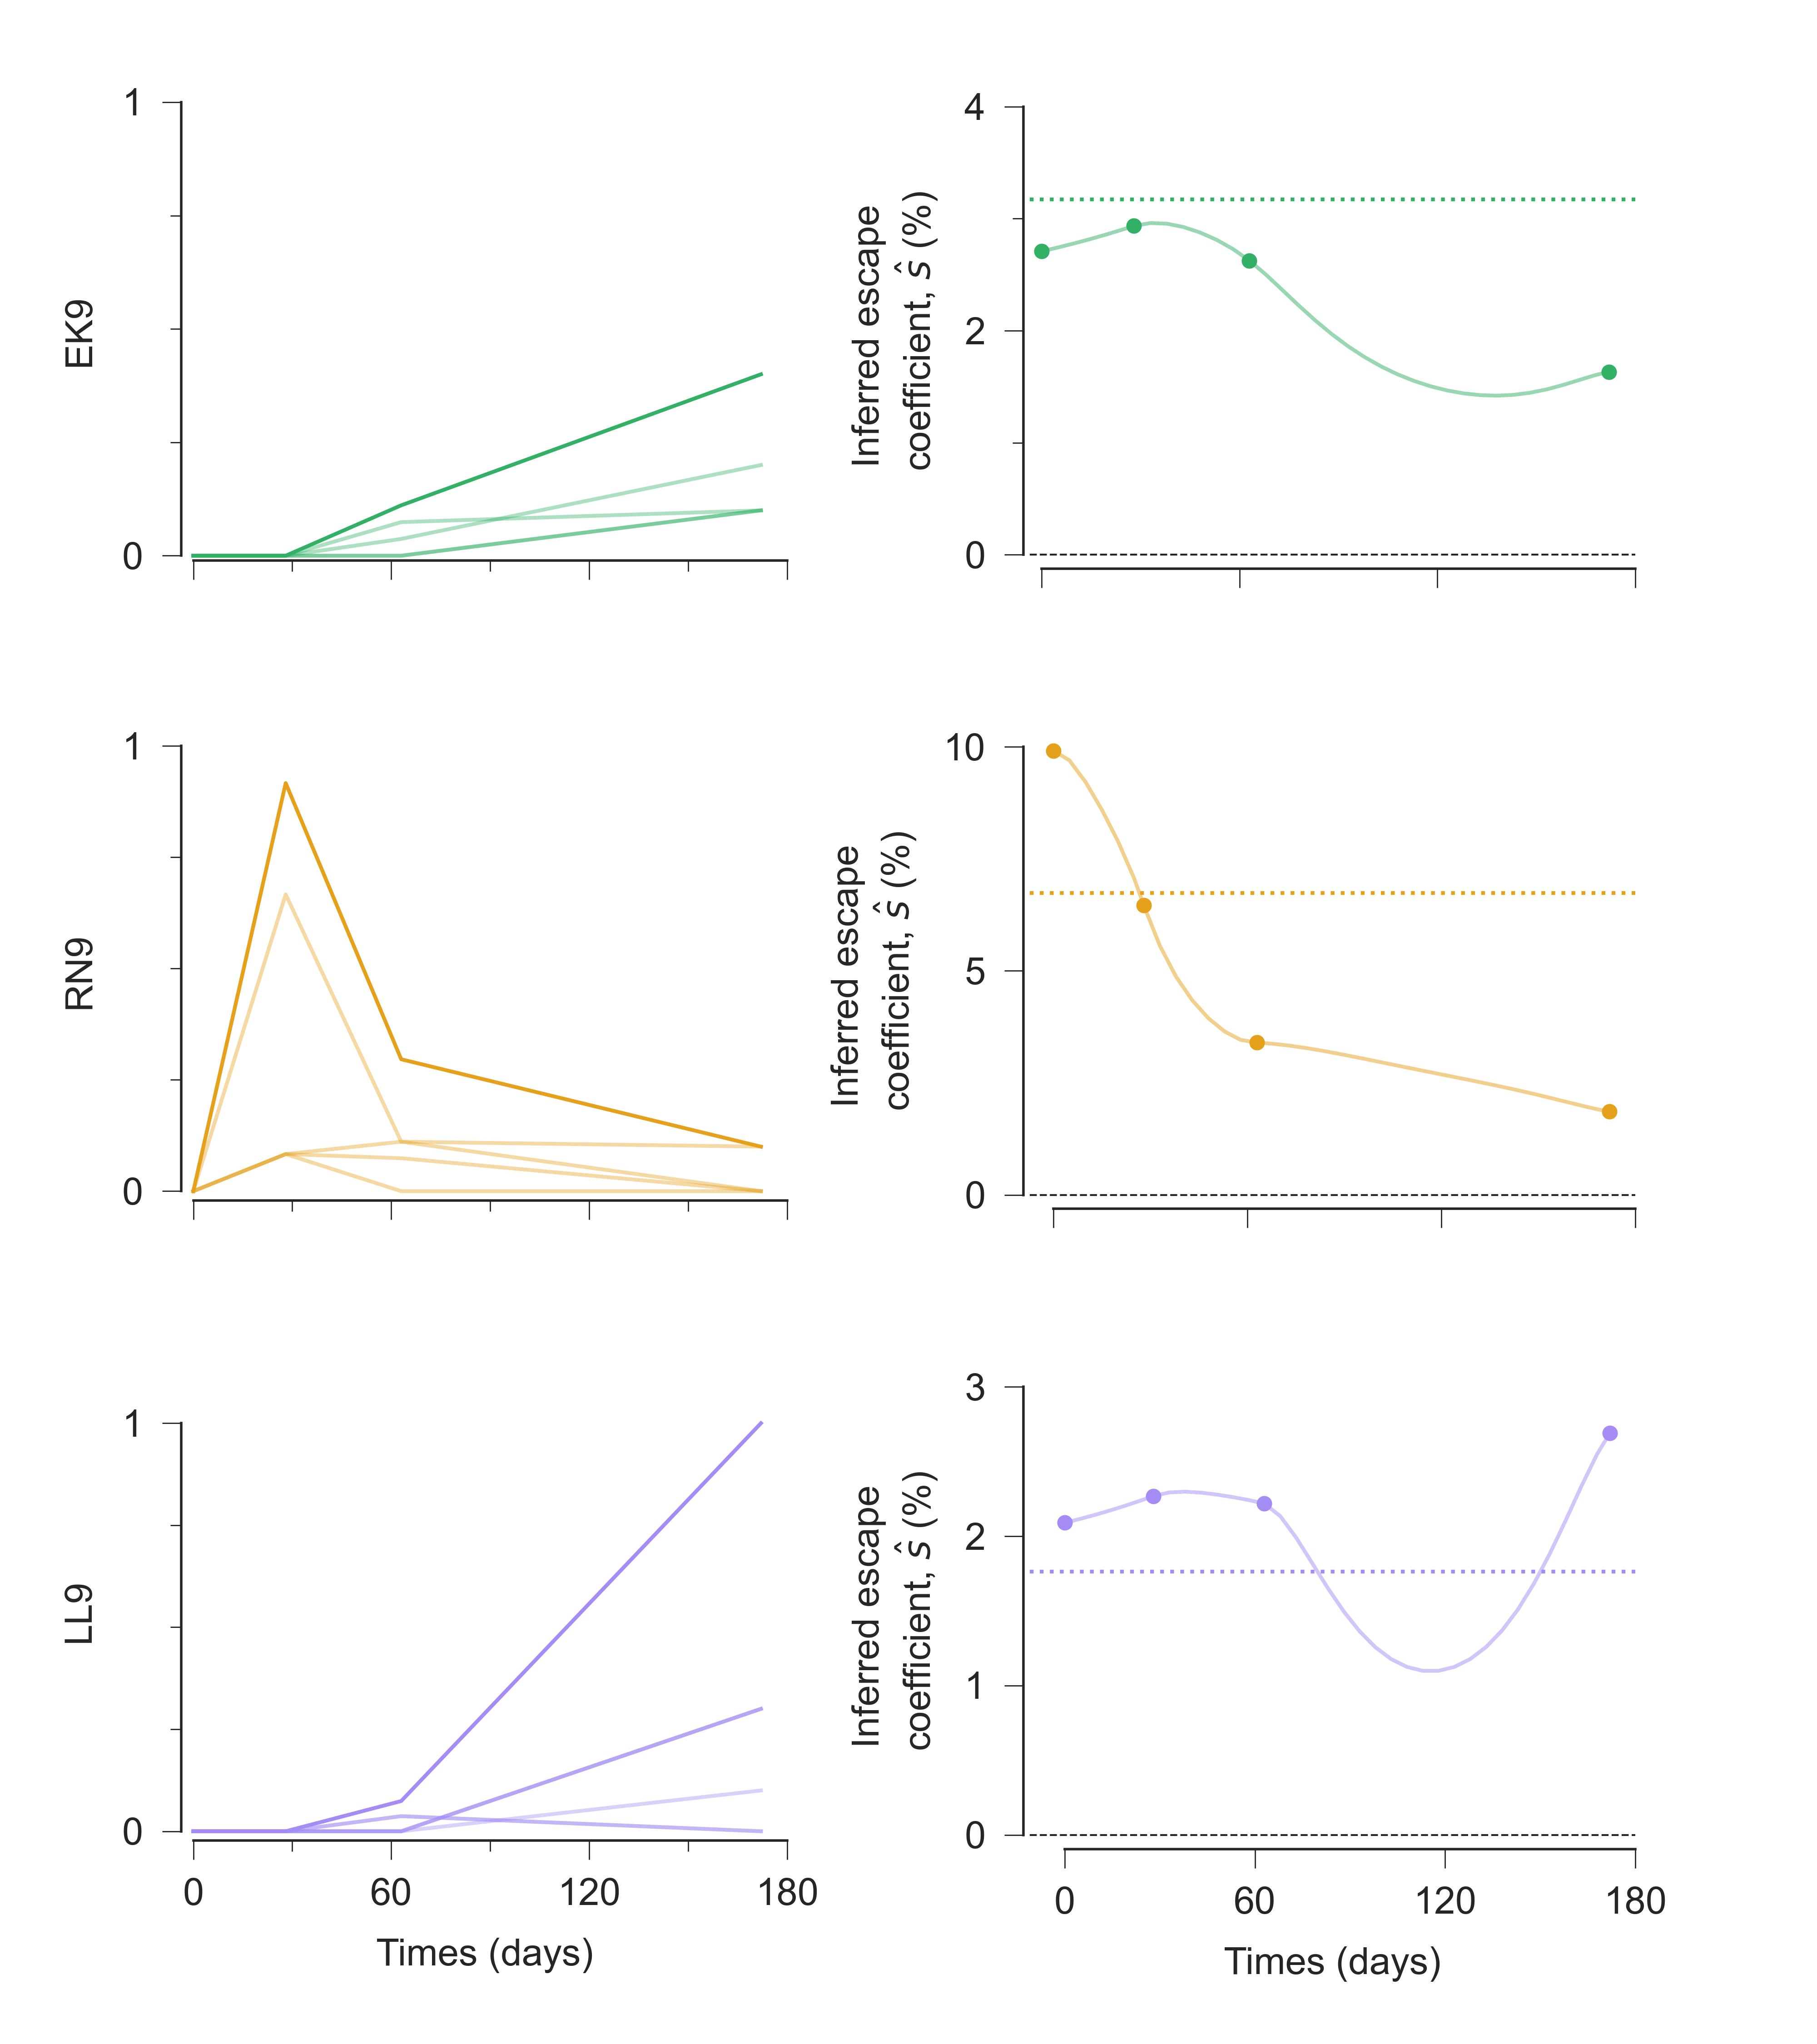 EK9
1
0
Inferred escape
coefficient, ŝ (%)
4
2
0
RN9
1
0
Inferred escape
coefficient, ŝ (%)
10
5
0
LL9
1
0
0 60 120 180
Times (days)
Inferred escape
coefficient, ŝ (%)
3
2
1
0
0 60 120 180
Times (days)